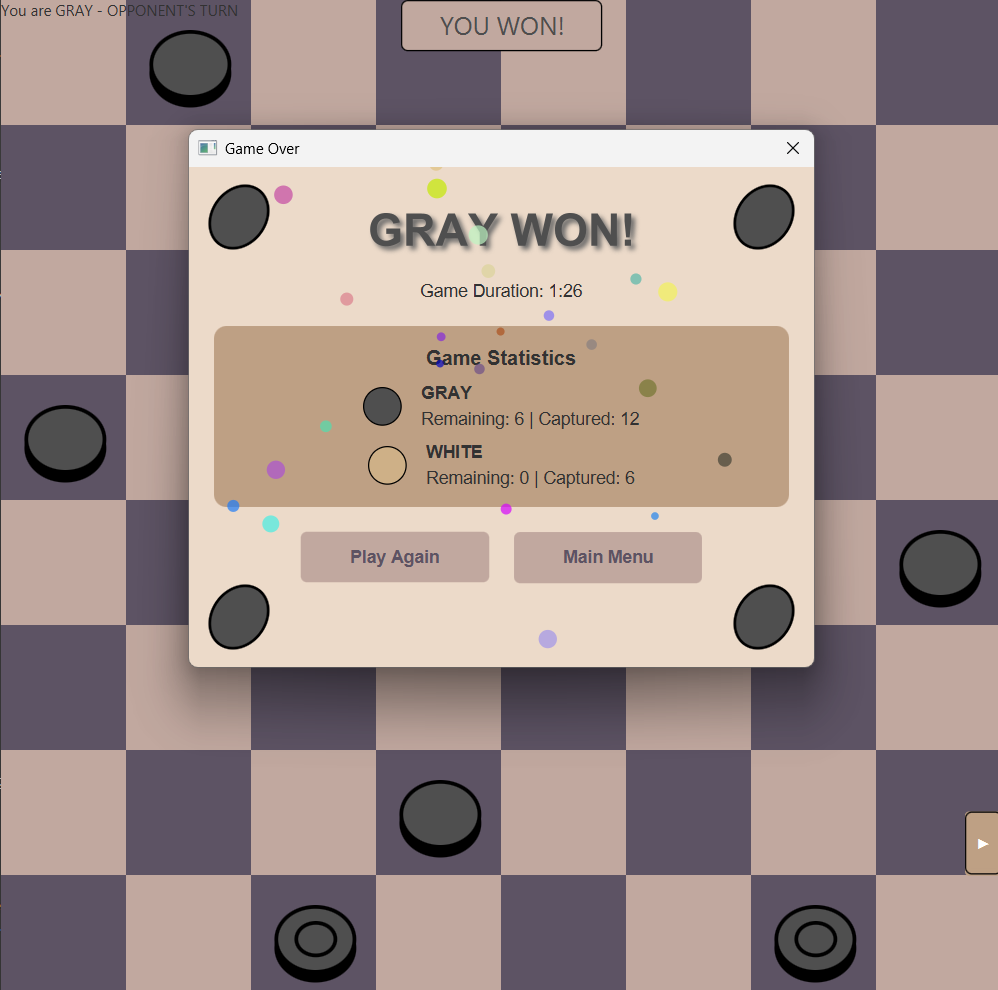 You are GRAY - OPPONENT'S TURN
YOU WON!
Game Over
GRAY WON!
Game Duration: 1:26
Game Statistics
GRAY
Remaining: 6 | Captured: 12
WHITE
Remaining: 0 | Captured: 6
Play Again
Main Menu